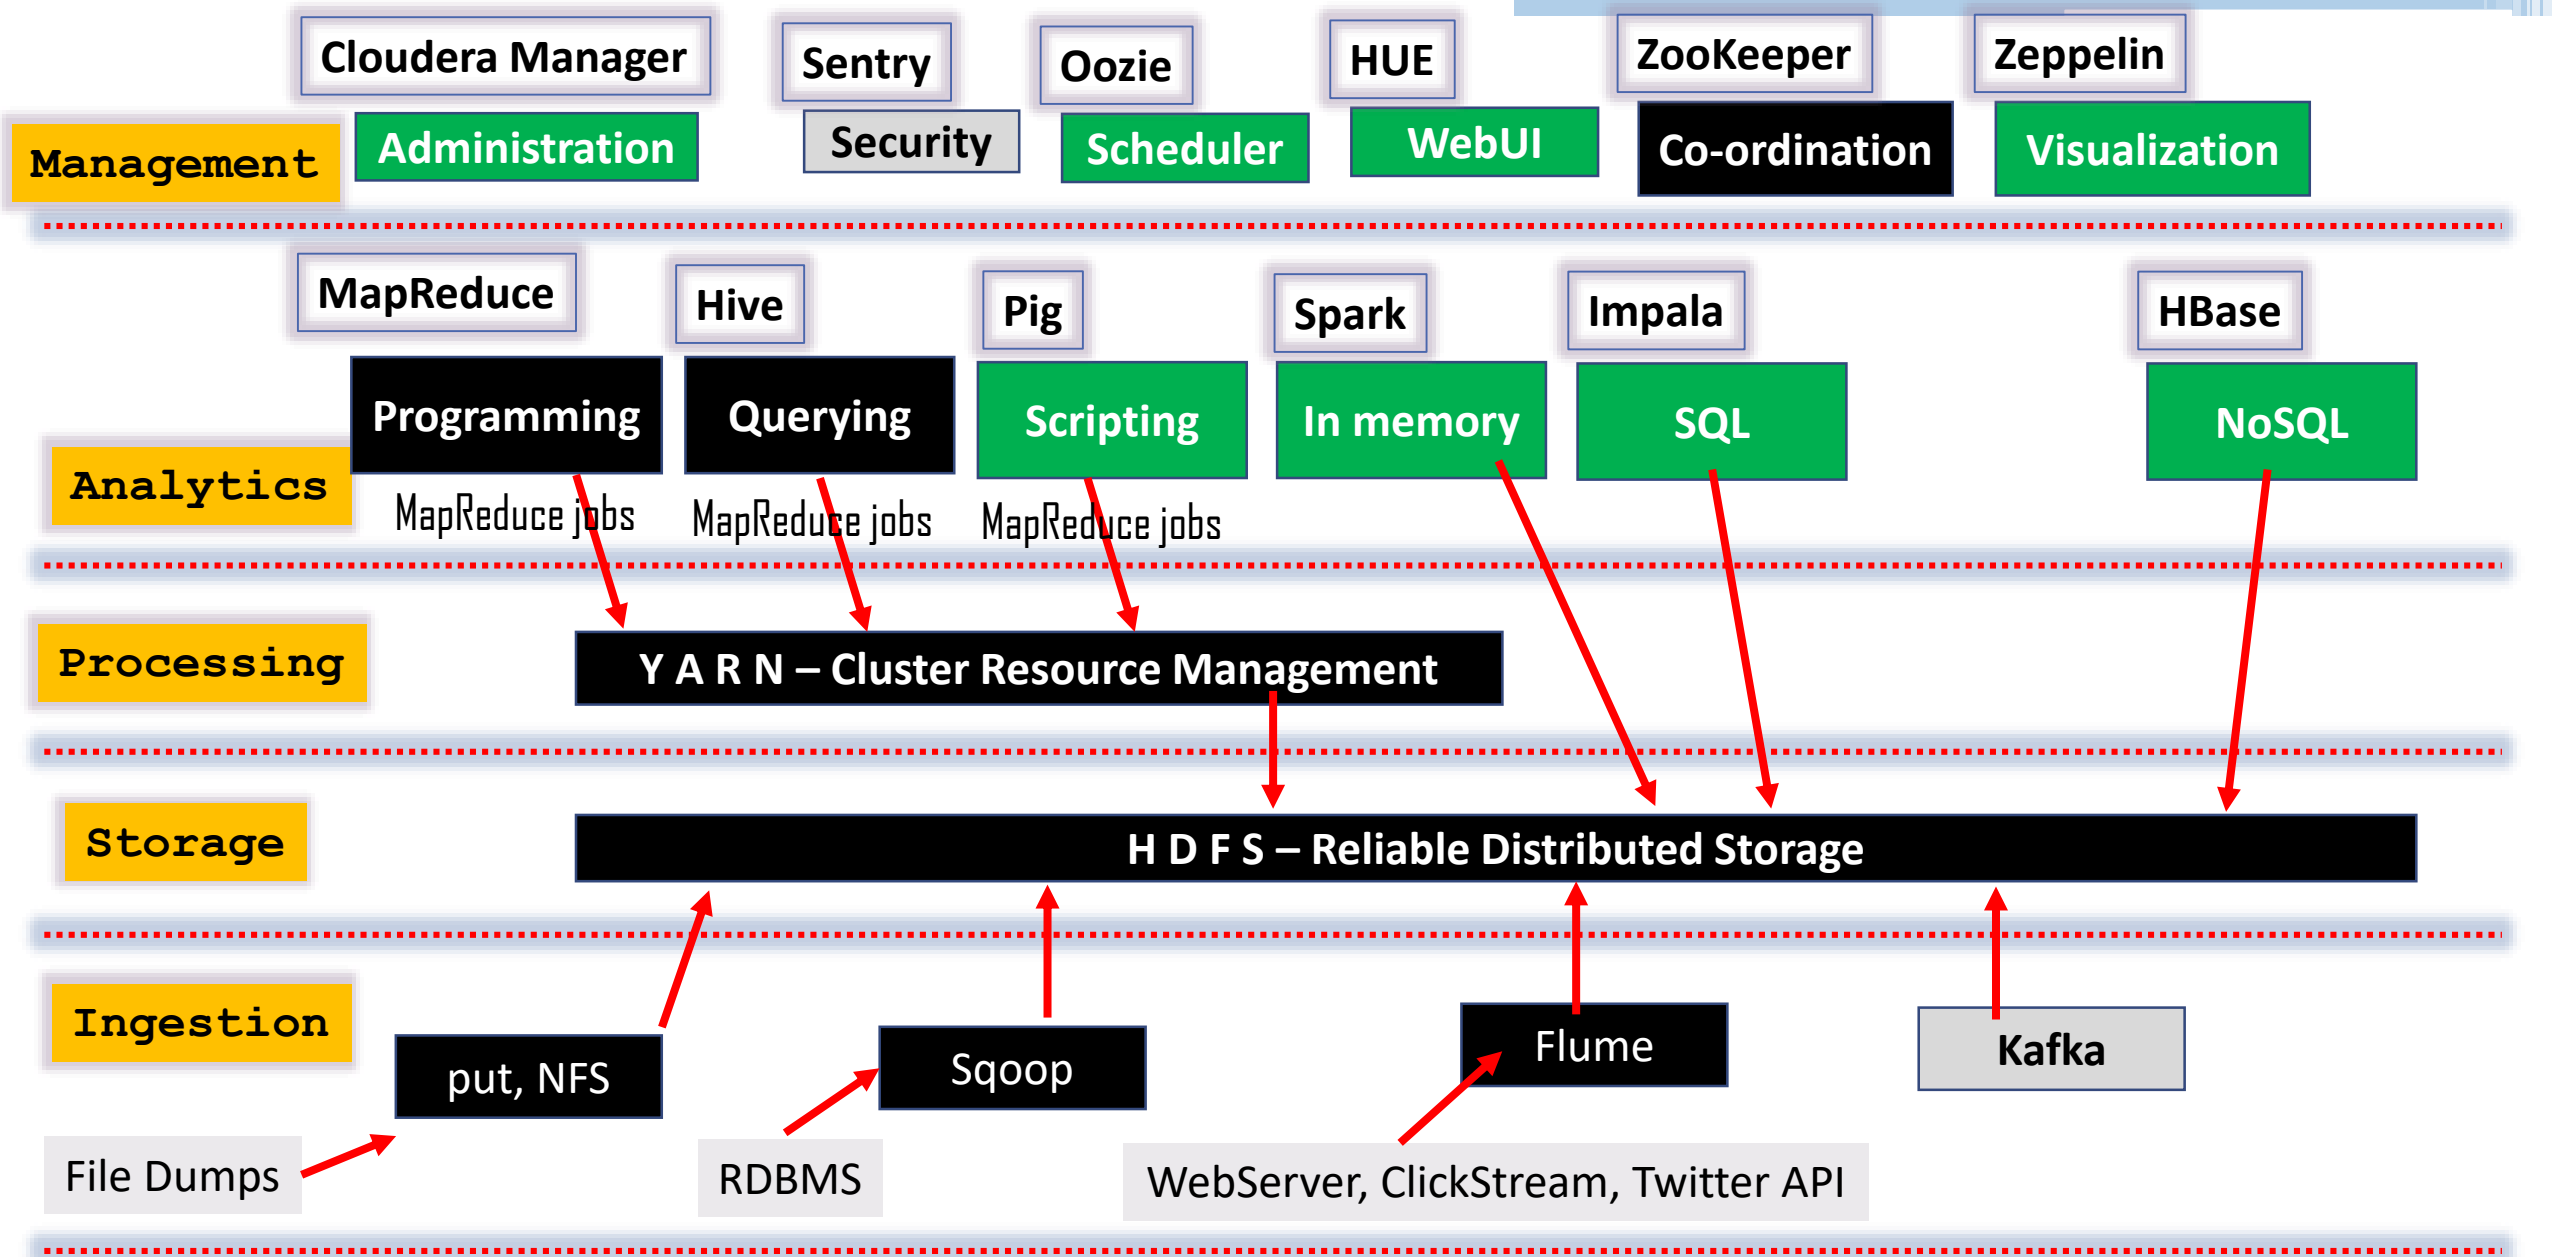 Cloudera Manager
Sentry
Oozie
HUE
ZooKeeper
Zeppelin
Management
Administration
Security
Scheduler
WebUI
Co-ordination
Visualization
MapReduce
Hive
Pig
Spark
Impala
HBase
Analytics
Programming
Querying
Scripting
In memory
SQL
NoSQL
MapReduce jobs
MapReduce jobs
MapReduce jobs
Processing
Y A R N – Cluster Resource Management
Storage
H D F S – Reliable Distributed Storage
Ingestion
put, NFS
Sqoop
Flume
Kafka
File Dumps
RDBMS
WebServer, ClickStream, Twitter API